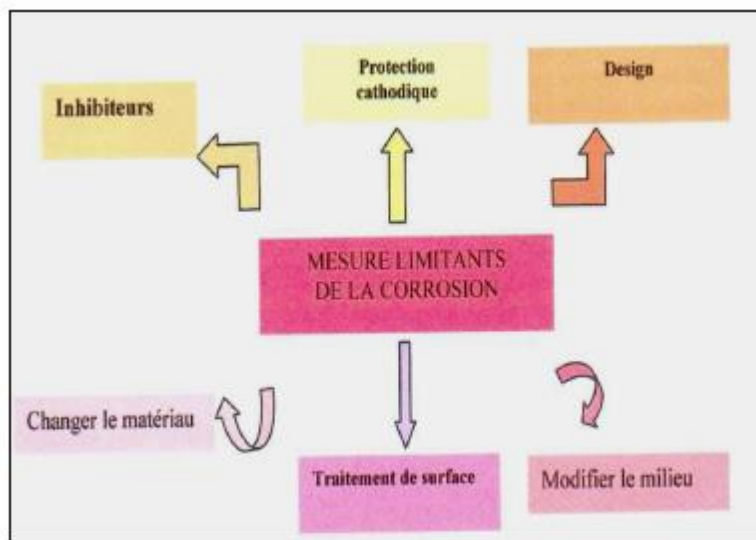 Protection
cathodique
Design
Inhibiteurs
MESURE LIMITANTS
DE LA CORROSION
Changer le matériau
Traitement de surface
Modifier le milieu